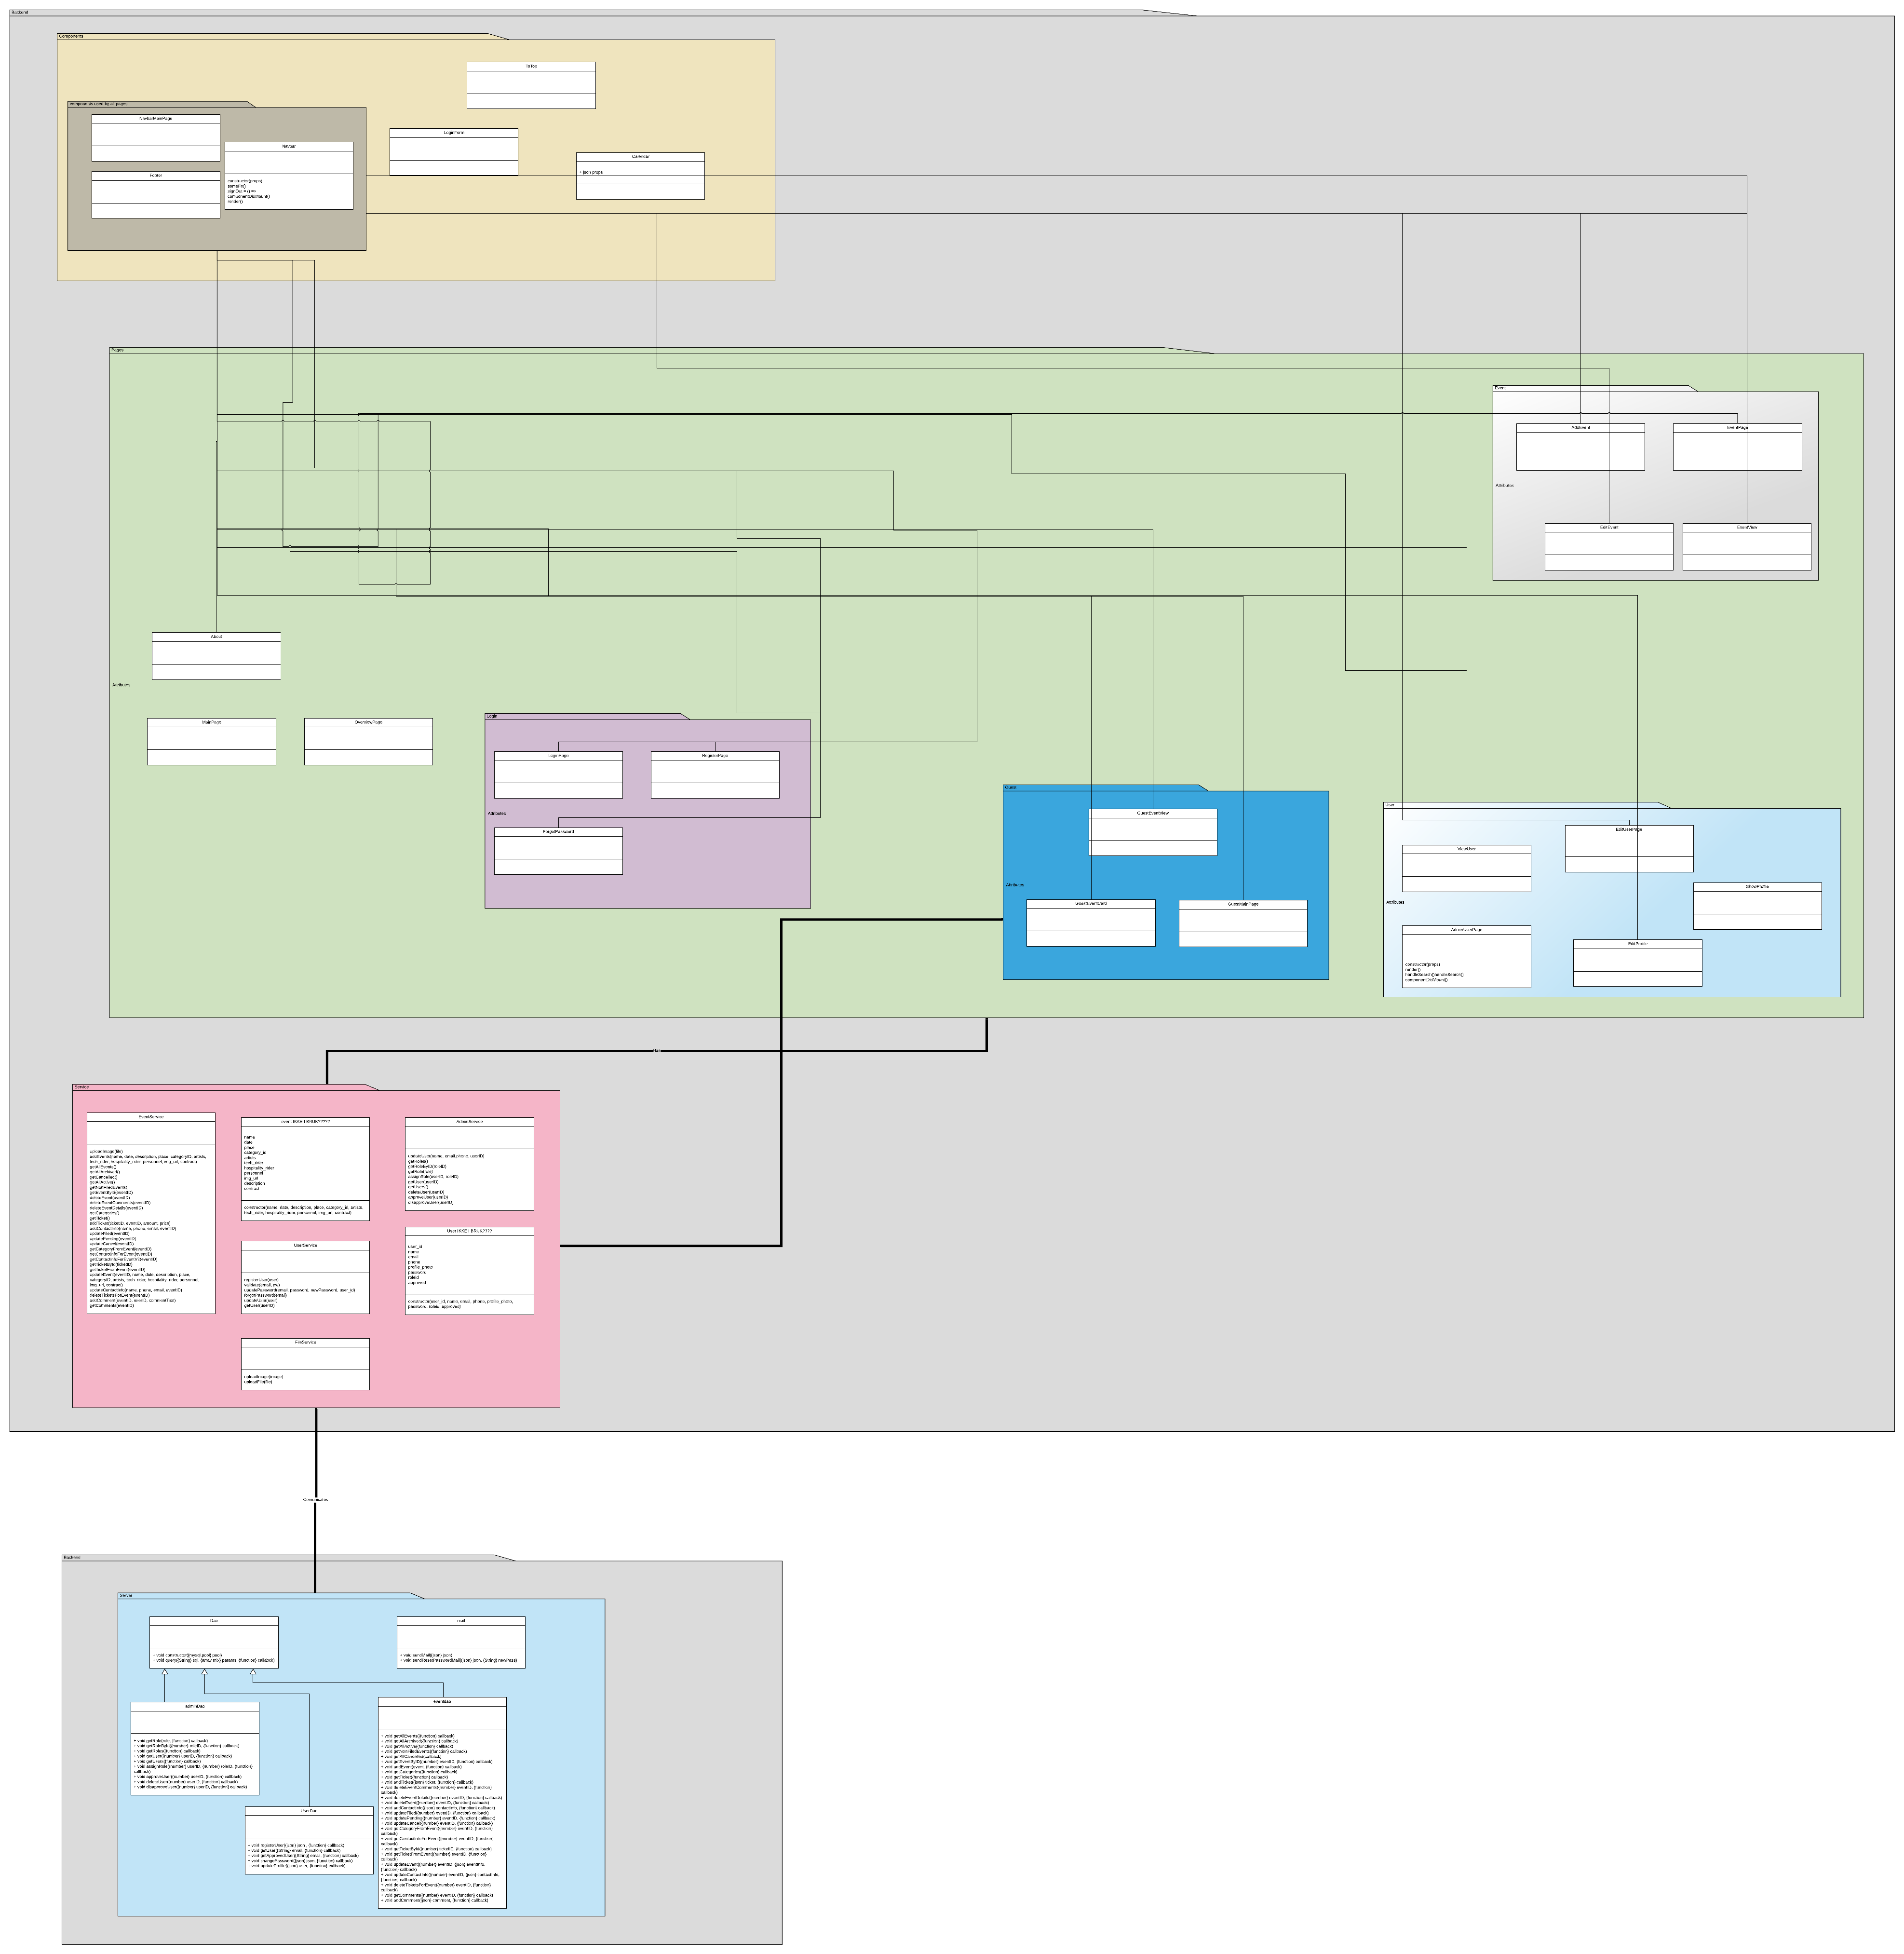 Backend
Components
ToTop
components used by all pages
NavbarMainPage
LoginForm
Navbar
Calendar
+ json props
Footer
constructor(props)
signOut = () =>
componentDidMount()
render()
Pages
Event
AddEvent
EventPage
Attributes
EditEvent
EventView
About
Attributes
MainPage
OverviewPage
Login
LoginPage
RegisterPage
Attributes
ForgotPassword
Guest
GuestEventView
Attributes
GuestEventCard
GuestMainPage
User
EditUserPage
ViewUser
ShowProfile
Attributes
AdminUserPage
EditProfile
constructor(props)
render()
handleSearch(handleSearch)
componentDidMount()
Service
EventService
uploadImage(file)
addEvents(name, date, description, place, categoryID, artists,
tech_rider, hospitality_rider, personnel, img_url, contract)
getAllEvents()
getAllArchived()
getCancelled()
getAllActive()
getNonFiledEvents()
getEventById(eventID)
deleteEvent(eventID)
deleteEventComments(eventID)
deleteEventDetails(eventID)
getCategories()
getTicket()
addTicket(ticketID, eventID, amount, price)
addContactInfo(name, phone, email, eventID)
updateFiled(eventID)
updatePending(eventID)
updateCancel(eventID)
getCategoryFromEvent(eventID)
getContactinfoForEvent(eventID)
getContactInfoForEventV2(eventID)
getTicketById(ticketID)
getTicketFromEvent(eventID)
updateEvent(eventID, name, date, description, place,
categoryID, artists, tech_rider, hospitality_rider, personnel,
img_url, contract)
updateContactInfo(name, phone, email, eventID)
deleteTicketsForEvent(eventID)
addComment(eventID, userID, commentText)
getComments(eventID)
event IKKE I BRUK?????
name
date
place
category_id
artists
tech_rider
hospitality_rider
personnel
img_url
description
contract
constructor(name, date, description, place, category_id, artists,
tech_rider, hospitality_rider, personnel, img_url, contract)
AdminService
updateUser(name, email,phone, userID)
getRoles()
getRoleByID(roleID)
getRole(role)
assignRole(userID, roleID)
getUser(userID)
getUsers()
deleteUser(userID)
approveUser(userID)
disapproveUser(userID)
UserService
registerUser(user)
validate(email, pw)
updatePassword(email, password, newPassword, user_id)
forgotPassword(email)
updateUser(user)
getUser(userID)
User IKKE I BRUK????
user_id
name
email
phone
profile_photo
password
roleid
approved
constructor(user_id, name, email, phone, profile_photo,
password, roleid, approved)
FileService
uploadImage(image)
uploadFile(file)
Backend
Server
Dao
+ void constructor({mysql.pool} pool)
+ void query({String} sql, {array mix} params, {function} callback)
mail
+ void sendMail({json} json)
+ void sendResetPasswordMail({json} json, {String} newPass)
adminDao
+ void getRole(role, {function} callback)
+ void getRoleById({number} roleID, {function} callback)
+ void getRoles({function} callback)
+ void getUser({number} userID, {function} callback)
+ void getUsers({function} callback)
+ void assignRole({number} userID, {number} roleID, {function}
callback)
+ void approveUser({number} userID, {function} callback)
+ void deleteUser({number} userID, {function} callback)
+ void disapproveUser({number} userID, {function} callback)
UserDao
+ void registerUser({json} json, {function} callback)
+ void getUser({String} email, {function} callback)
+ void getApprovedUser({String} email, {function} callback)
+ void changePassword({json} json, {function} callback)
+ void updateProfile({json} user, {function} callback)
eventdao
+ void getAllEvents({function} callback)
+ void getAllArchived({function} callback)
+ void getAllActive({function} callback)
+ void getNonFiledEvents({function} callback)
+ void getAllCancelled(callback)
+ void getEventByID({number} eventID, {function} callback)
+ void addEvent(event, {function} callback)
+ void getCategories({function} callback)
+ void getTicket({function} callback)
+ void addTicket({json} ticket, {function} callback)
+ void deleteEventComments({number} eventID, {function}
callback)
+ void deleteEventDetails({number} eventID, {function} callback)
+ void deleteEvent({number} eventID, {function} callback)
+ void addContactInfo({json} contactInfo, {function} callback)
+ void updateFiled({number} eventID, {function} callback)
+ void updatePending({number} eventID, {function} callback)
+ void updateCancel({number} eventID, {function} callback)
+ void getCategoryFromEvent({number} eventID, {function}
callback)
+ void getContactinfoForEvent({number} eventID, {function}
callback)
+ void getTicketById({number} ticketID, {function} callback)
+ void getTicketFromEvent({number} eventID, {function}
callback)
+ void updateEvent({number} eventID, {json} eventInfo,
{function} callback)
+ void updateContactInfo({number} eventID, {json} contactInfo,
{function} callback)
+ void deleteTicketsForEvent({number} eventID, {function}
callback)
+ void getComments({number} eventID, {function} callback)
+ void addComment({json} comment, {function} callback)